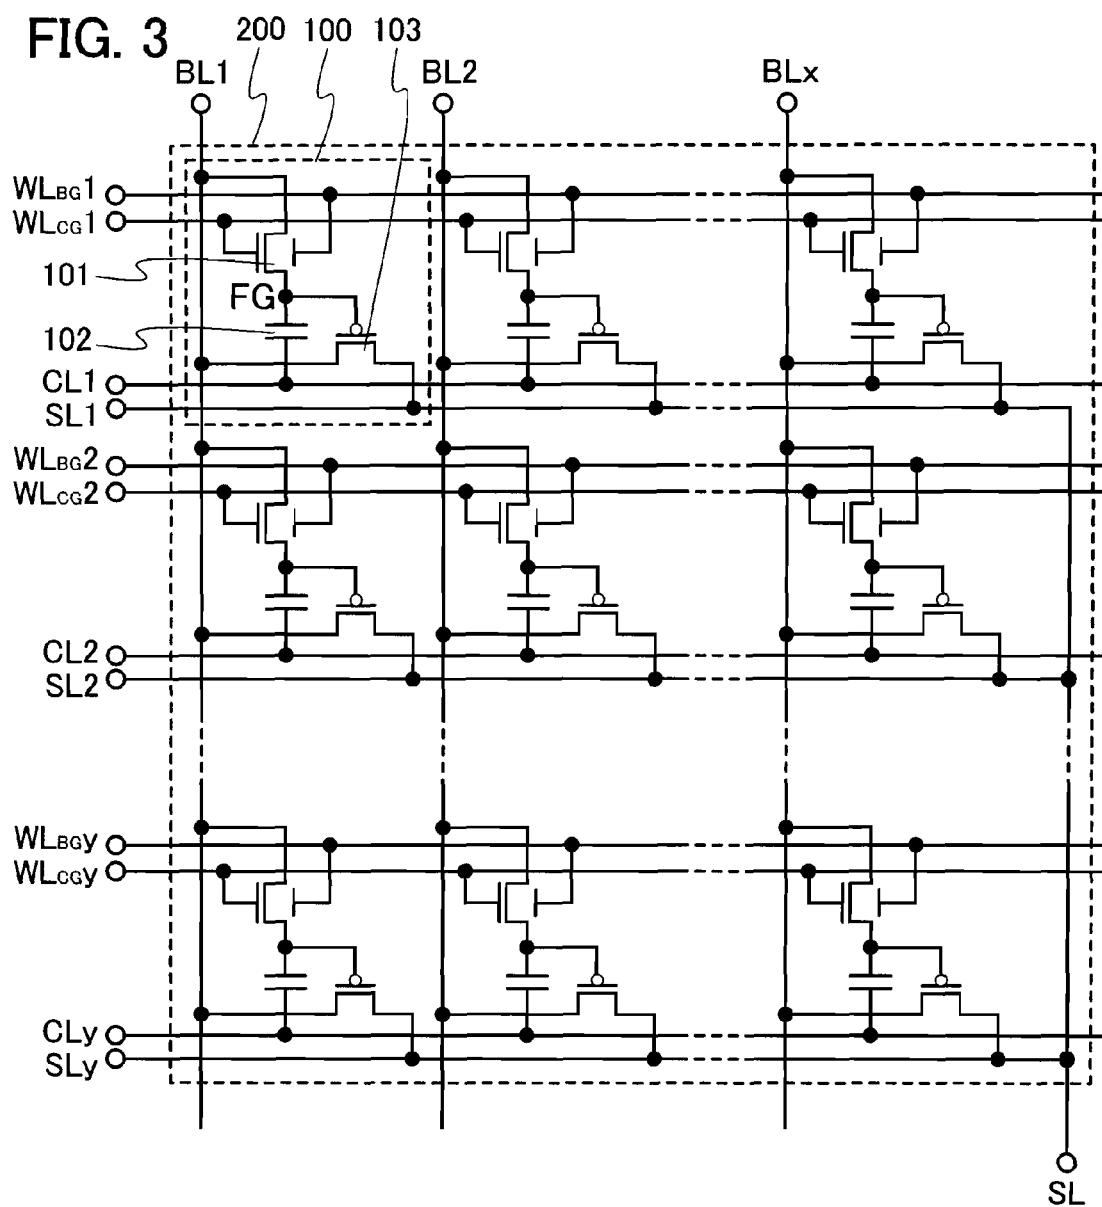 FIG. 3
200 100 103
BL1 BL2 BLx
WLBG1
WLCG1
101
FG
102
CL1
SL1
WLBG2
WLCG2
CL2
SL2
WLBGy
WLCGy
CLy
SLy
SL